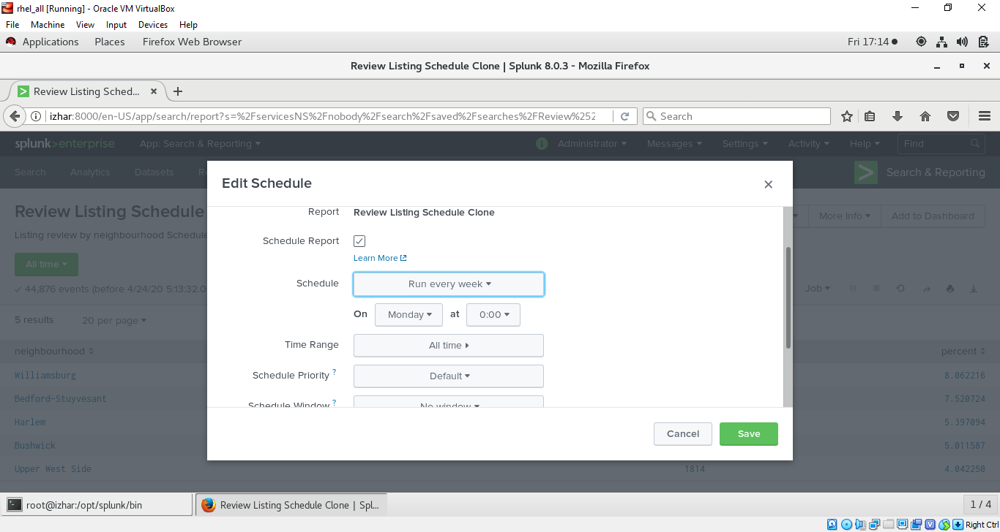 rhel_all [Running] - Oracle VM VirtualBox
File Machine View Input Devices Help
Applications Places Firefox Web Browser Fri 17:14
Review Listing Schedule Clone | Splunk 8.0.3 - Mozilla Firefox
Review Listing Sched...
izhar:8000/en-US/app/search/report?s=%2FservicesNS%2Fnobody%2Fsearch%2Fsaved%2Fsearches%2FReview%252 Search
splunk>enterprise App: Search & Reporting i Administrator Messages Settings Activity Help Find
Search Analytics Datasets Search & Reporting
Edit Schedule
Review Listing Schedule More Info Add to Dashboard
Listing review by neighbourhood Schedule
All time
44,876 events (before 4/24/20 5:13:32.0 Job
5 results 20 per page
neighbourhood percent
Williamsburg 8.062216
Bedford-Stuyvesant 7.520724
Harlem 5.397094
Bushwick 5.011587
Upper West Side 1814 4.042250
Report Review Listing Schedule Clone
Schedule Report
Learn More
Schedule Run every week
On Monday at 0:00
Time Range All time
Schedule Priority ? Default
Schedule Window ? No window
Cancel Save
root@izhar:/opt/splunk/bin Review Listing Schedule Clone | Spl... 1 / 4
Right Ctrl